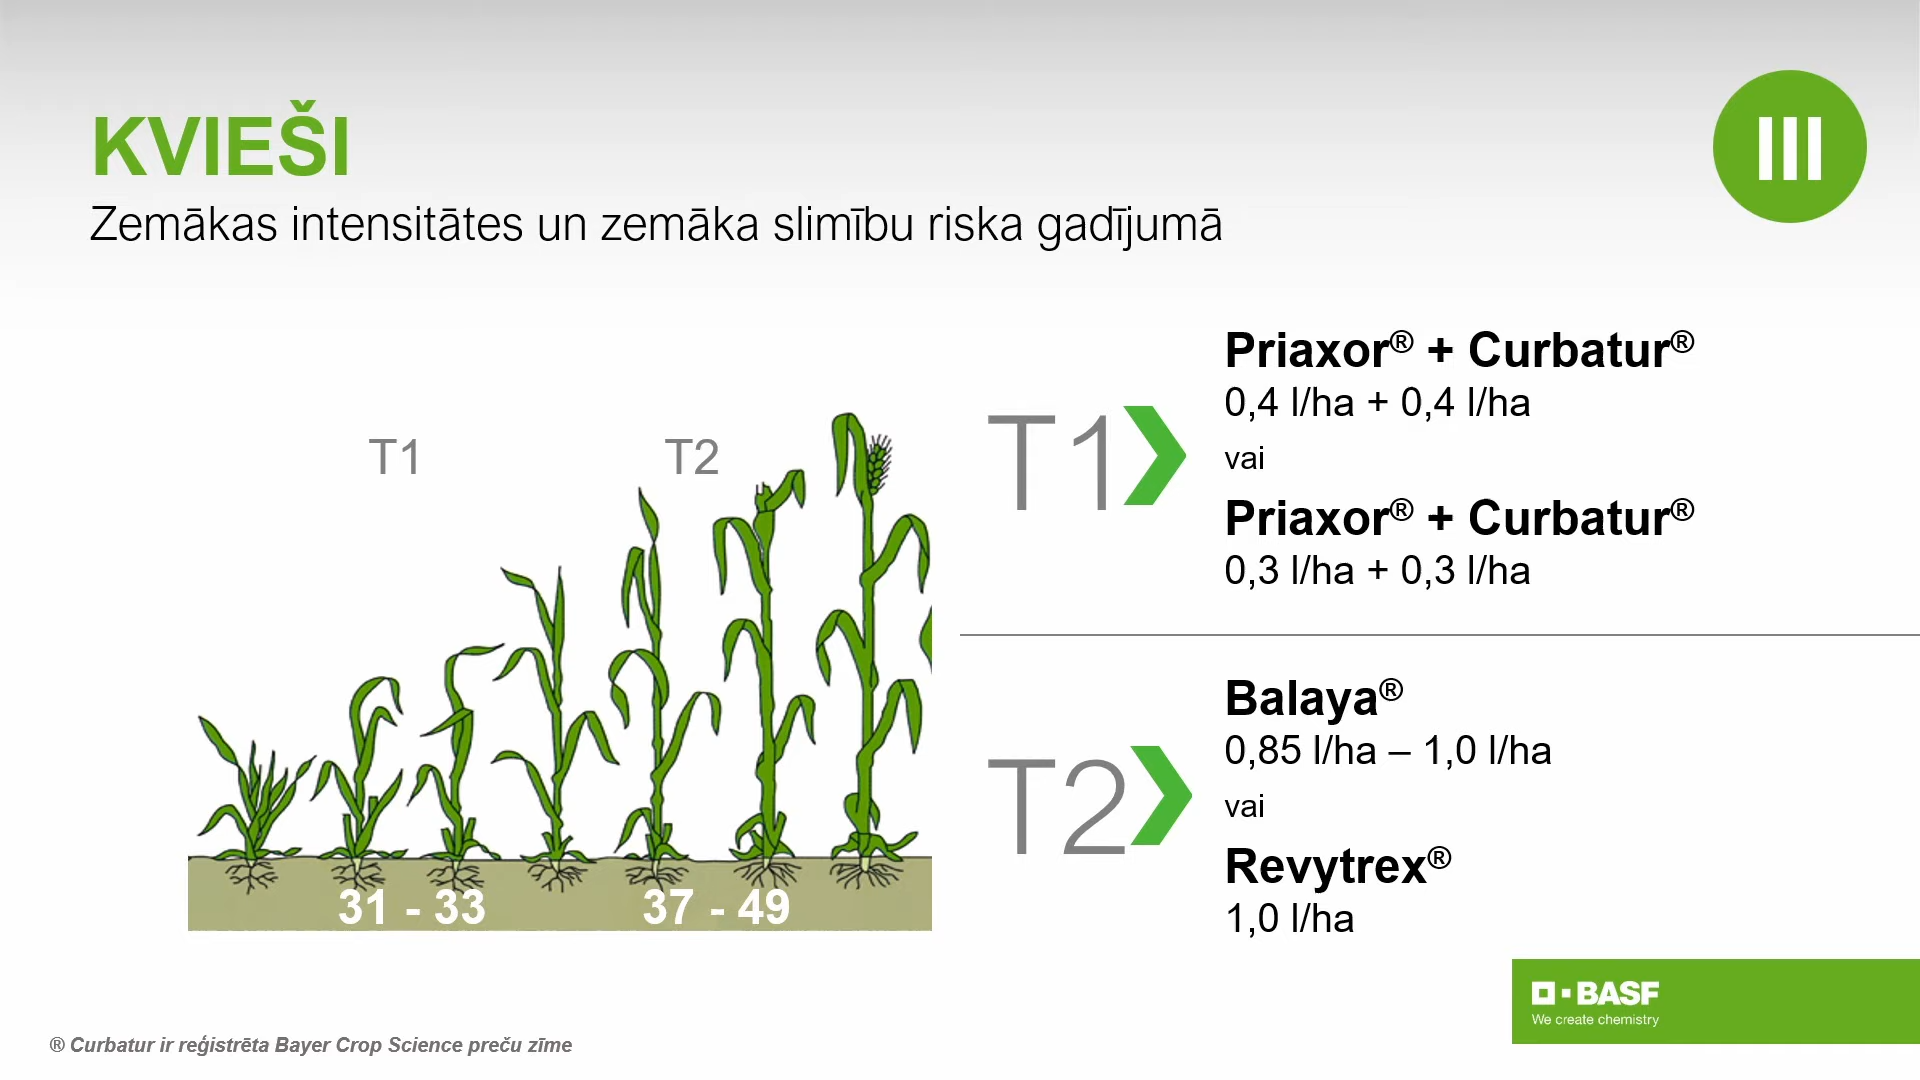 KVIEŠI
Zemākas intensitātes un zemāka slimību riska gadījumā
III
T1
T2
31 - 33
37 - 49
T1
Priaxor® + Curbatur®
0,4 l/ha + 0,4 l/ha
vai
Priaxor® + Curbatur®
0,3 l/ha + 0,3 l/ha
T2
Balaya®
0,85 l/ha – 1,0 l/ha
vai
Revytrex®
1,0 l/ha
BASF
We create chemistry
® Curbatur ir reģistrēta Bayer Crop Science preču zīme